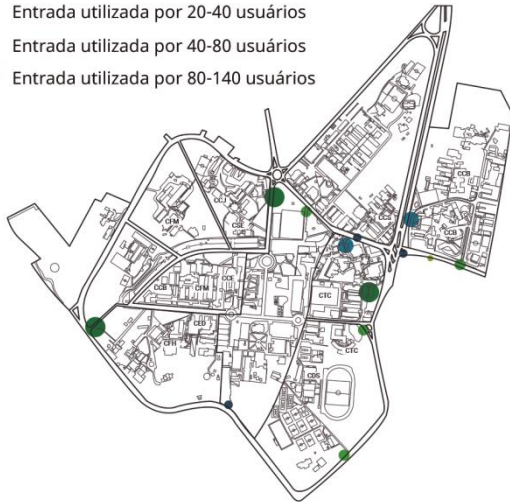 Entrada utilizada por 20-40 usuários
Entrada utilizada por 40-80 usuários
Entrada utilizada por 80-140 usuários
CCB
CCJ
CFM
CSE
CCS
CCB
CCB
CFM
CCE
CTC
CED
CFH
CTC
CDS